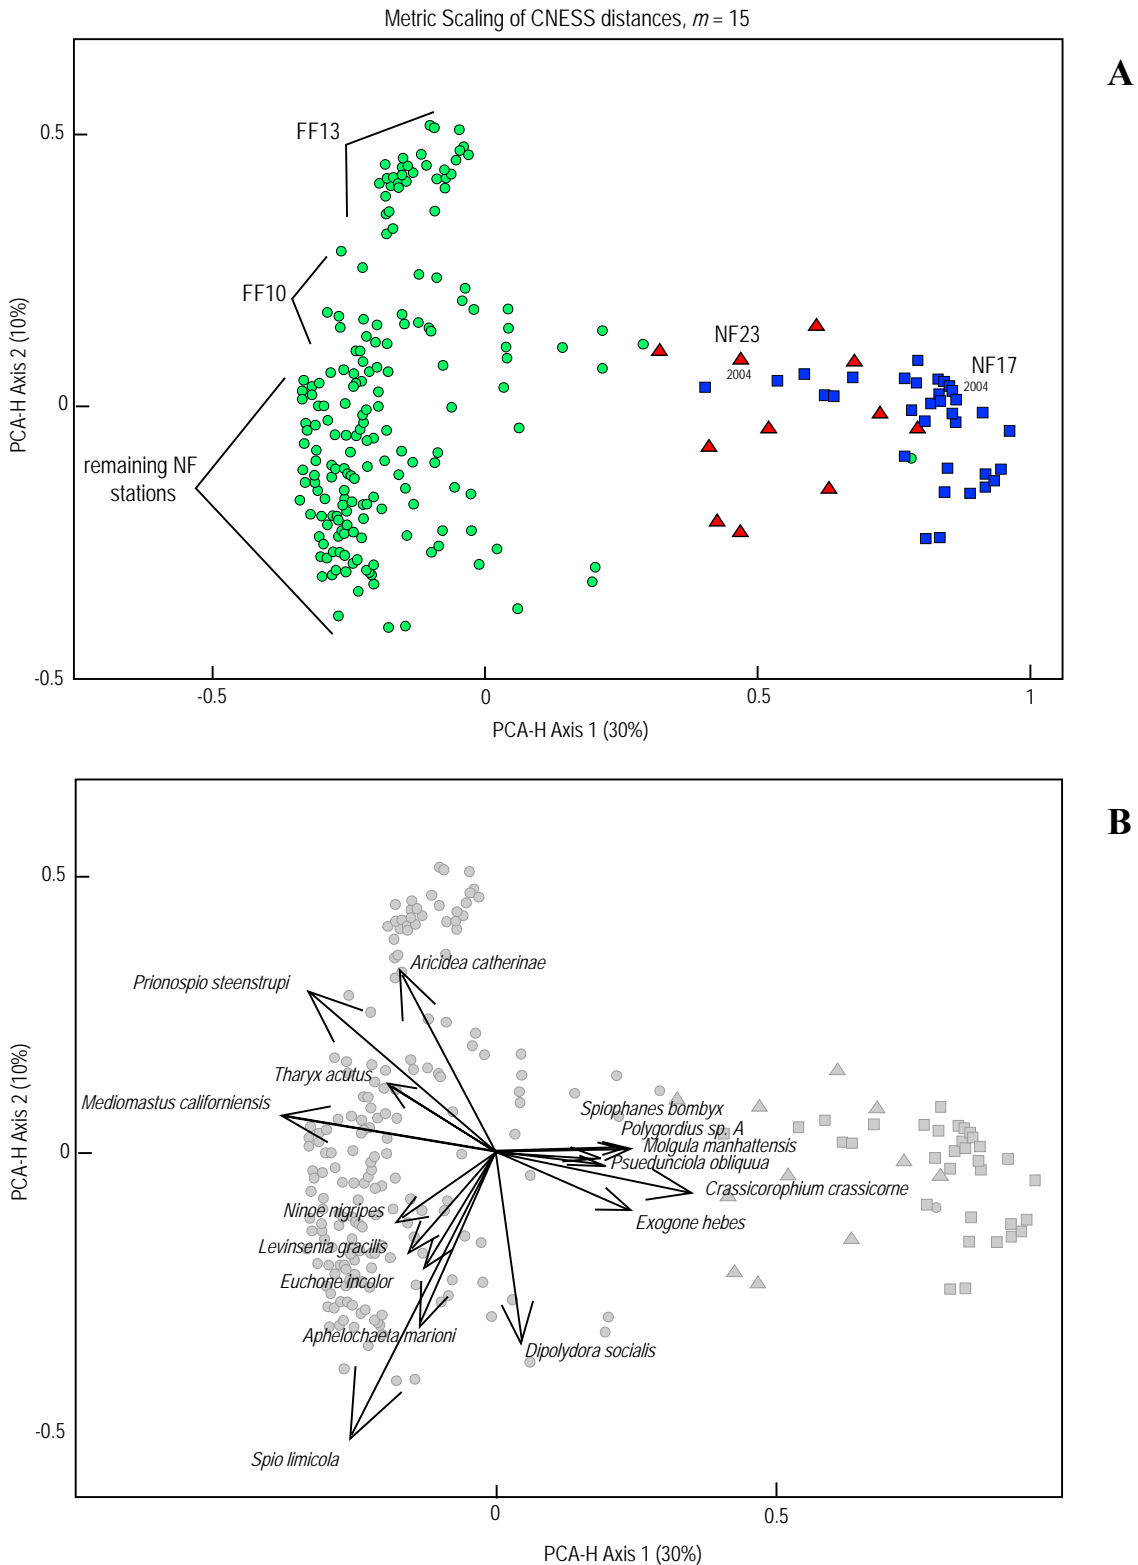 Metric Scaling of CNESS distances, m = 15
A
0.5
FF13
FF10
NF23
2004
NF17
2004
0
remaining NF
stations
-0.5
-0.5
0
0.5
1
PCA-H Axis 2 (10%)
PCA-H Axis 1 (30%)
B
0.5
Aricidea catherinae
Prionospio steenstrupi
Tharyx acutus
Mediomastus californiensis
Spiophanes bombyx
Polygordius sp. A
Molgula manhattensis
0
Psuedunciola obliquua
Crassicorophium crassicorne
Ninoe nigripes
Exogone hebes
Levinsenia gracilis
Euchone incolor
Aphelochaeta marioni
Dipolydora socialis
-0.5
Spio limicola
0
0.5
PCA-H Axis 2 (10%)
PCA-H Axis 1 (30%)